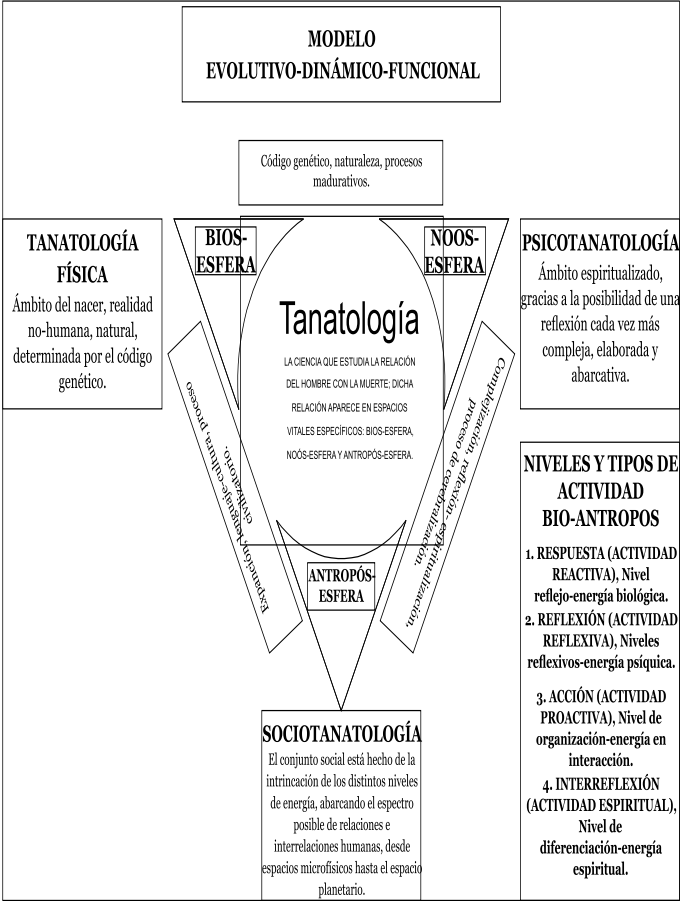 MODELO
EVOLUTIVO-DINÁMICO-FUNCIONAL
Código genético, naturaleza, procesos
madurativos.
TANATOLOGÍA
FÍSICA
Ámbito del nacer, realidad
no-humana, natural,
determinada por el código
genético.
BIOS-
ESFERA
NOOS-
ESFERA
PSICOTANATOLOGÍA
Ámbito espiritualizado,
gracias a la posibilidad de una
reflexión cada vez más
compleja, elaborada y
abarcativa.
Tanatología
LA CIENCIA QUE ESTUDIA LA RELACIÓN
DEL HOMBRE CON LA MUERTE; DICHA
RELACIÓN APARECE EN ESPACIOS
VITALES ESPECÍFICOS: BIOS-ESFERA,
NOÓS-ESFERA Y ANTROPÓS-ESFERA.
Expanción, lenguaje-cultura, proceso
civilizatorio.
Complejización, reflexión-espiritualización,
proceso de cerebralización.
ANTROPÓS-
ESFERA
SOCIOTANATOLOGÍA
El conjunto social está hecho de la
intrincación de los distintos niveles
de energía, abarcando el espectro
posible de relaciones e
interrelaciones humanas, desde
espacios microfísicos hasta el espacio
planetario.
NIVELES Y TIPOS DE
ACTIVIDAD
BIO-ANTROPOS
1. RESPUESTA (ACTIVIDAD
REACTIVA), Nivel
reflejo-energía biológica.
2. REFLEXIÓN (ACTIVIDAD
REFLEXIVA), Niveles
reflexivos-energía psíquica.
3. ACCIÓN (ACTIVIDAD
PROACTIVA), Nivel de
organización-energía en
interacción.
4. INTERREFLEXIÓN
(ACTIVIDAD ESPIRITUAL),
Nivel de
diferenciación-energía
espiritual.